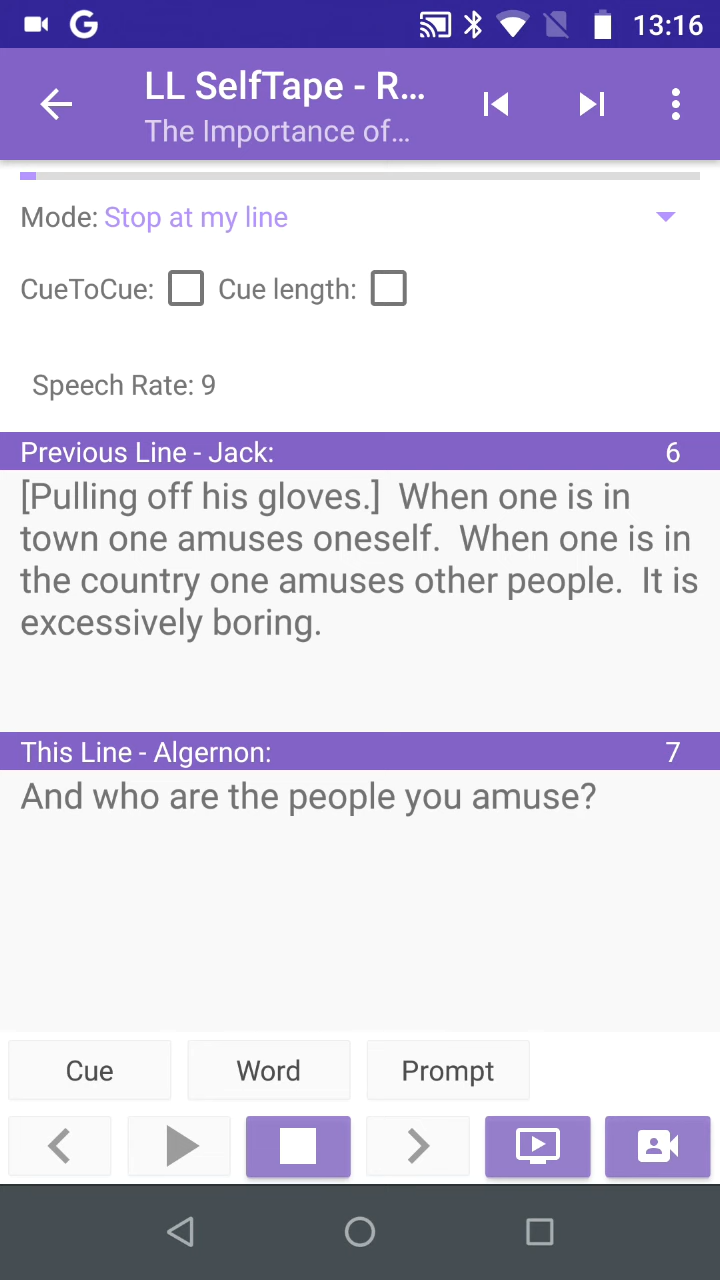 13:16
LL SelfTape - R...
The Importance of...
Mode: Stop at my line
CueToCue: Cue length:
Speech Rate: 9
Previous Line - Jack: 6
[Pulling off his gloves.]  When one is in
town one amuses oneself.  When one is in
the country one amuses other people.  It is
excessively boring.
This Line - Algernon: 7
And who are the people you amuse?
Cue Word Prompt